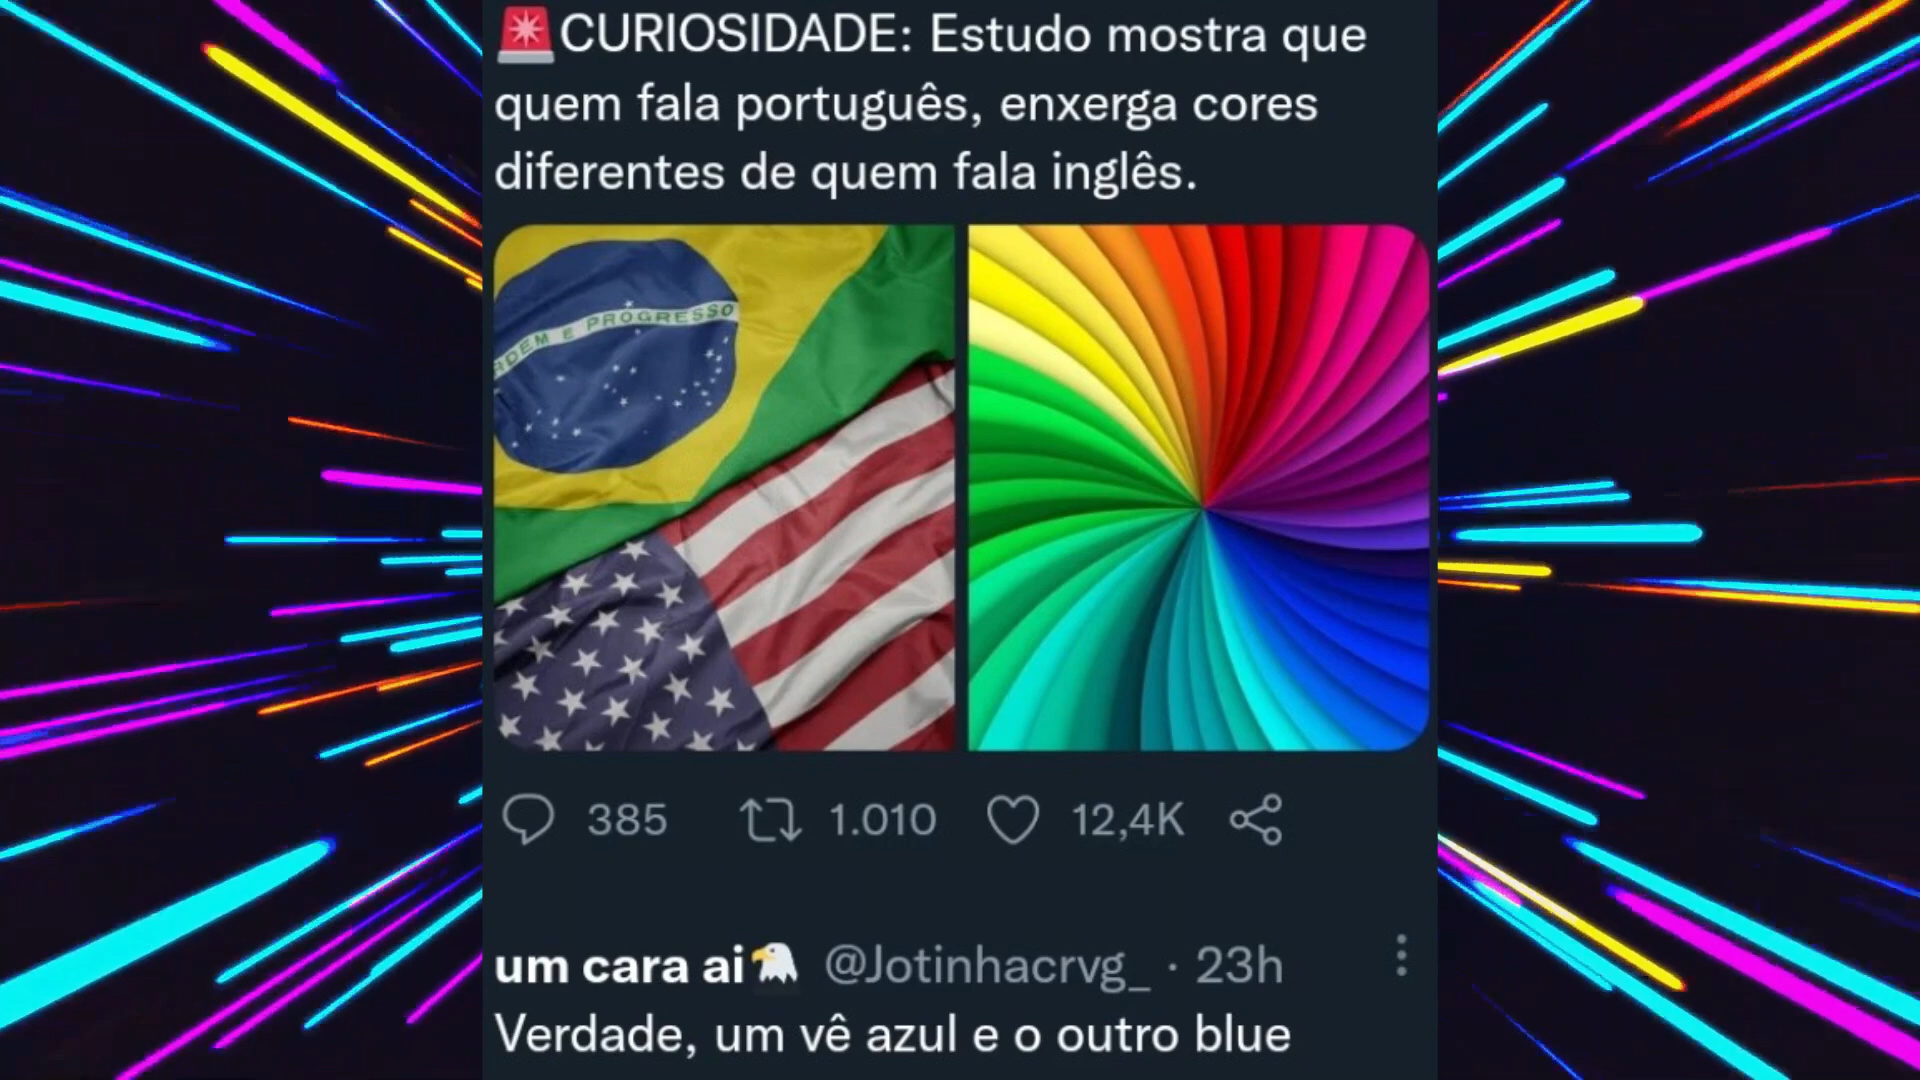 🚨CURIOSIDADE: Estudo mostra que
quem fala português, enxerga cores
diferentes de quem fala inglês.
RDEM E PROGRESSO
385 1.010 12,4K
um cara ai🦅 @Jotinhacrvg_ · 23h
Verdade, um vê azul e o outro blue